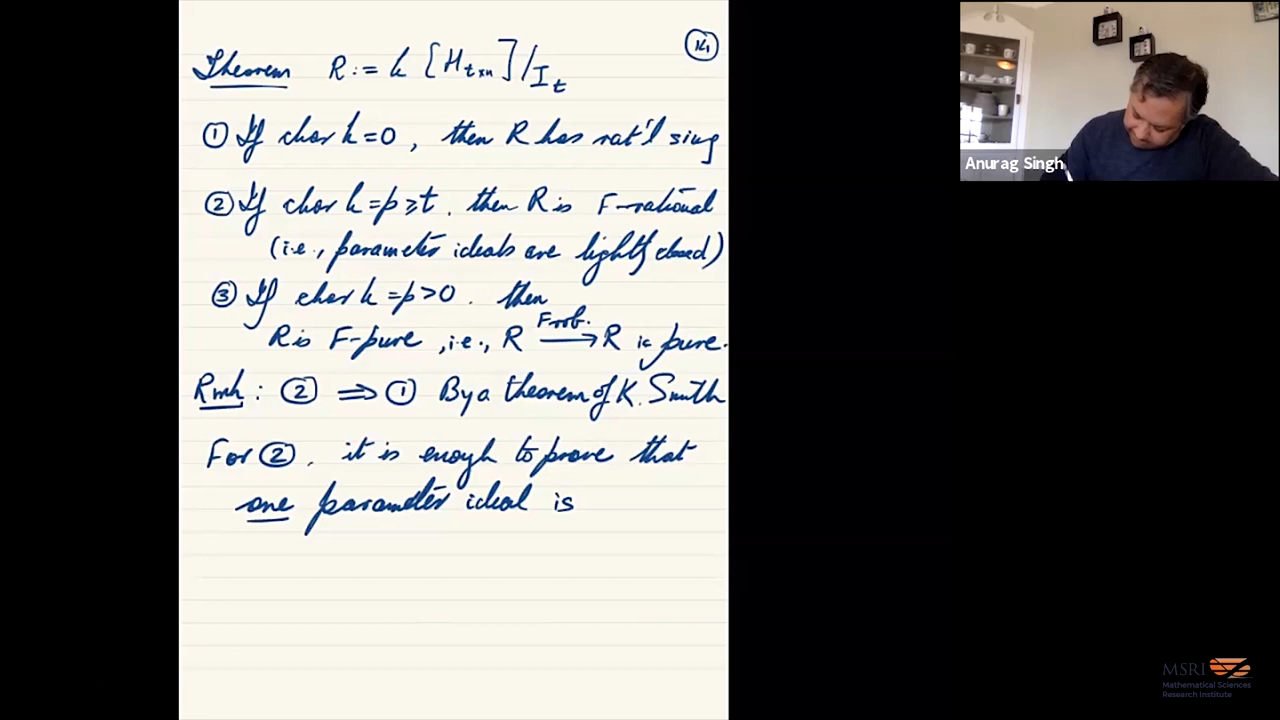 14
Theorem R := k [H_{t×n}] / I_t
① If char k = 0, then R has rat'l sing
② If char k = p ≥ t, then R is F-rational
(i.e., parameter ideals are tightly closed)
③ If char k = p > 0, then
R is F-pure, i.e., R —Frob.→ R is pure.
Rmk: ② ⟹ ① By a theorem of K. Smith
For ②, it is enough to prove that
one parameter ideal is
Anurag Singh
MSRI
Mathematical Sciences
Research Institute